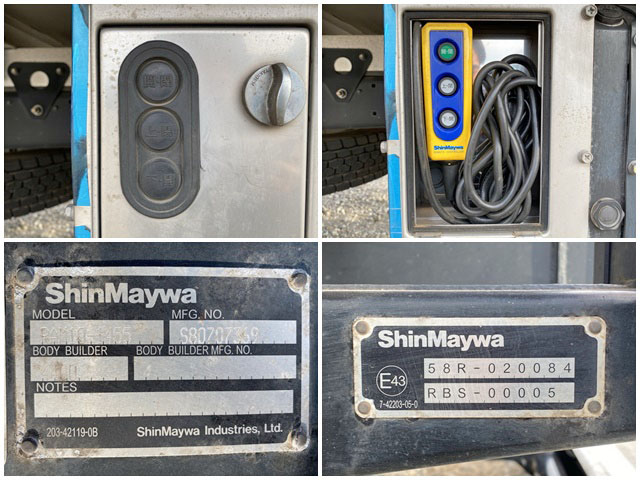 ShinMaywa
ShinMaywa
MODEL MFG. NO.
BODY BUILDER BODY BUILDER MFG. NO.
NOTES
203-42119-0B ShinMaywa Industries, Ltd.
ShinMaywa
58R-020084
E43
RBS-00005
7-42203-05-0